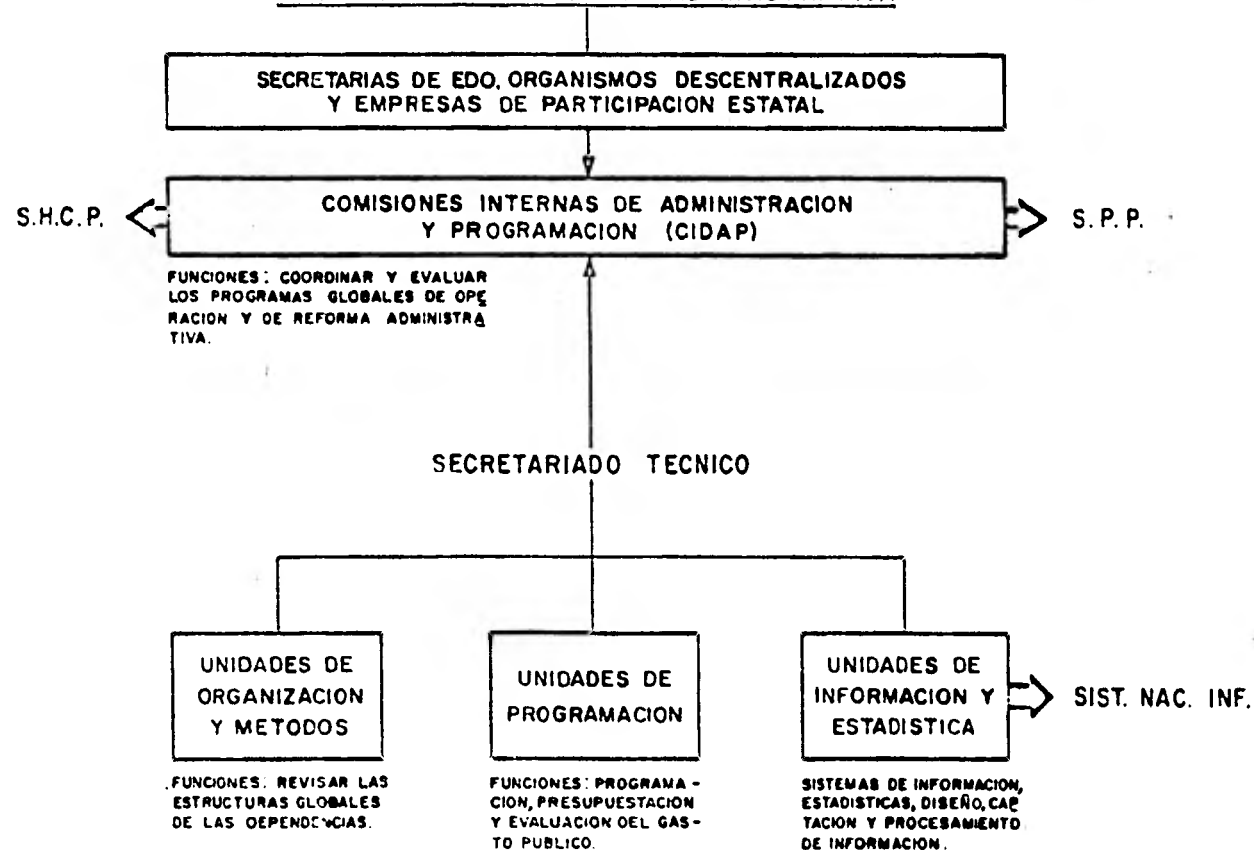 SECRETARIAS DE EDO, ORGANISMOS DESCENTRALIZADOS
Y EMPRESAS DE PARTICIPACION ESTATAL
S.H.C.P.
COMISIONES INTERNAS DE ADMINISTRACION
Y PROGRAMACION (CIDAP)
S. P. P.
FUNCIONES: COORDINAR Y EVALUAR
LOS PROGRAMAS GLOBALES DE OPE
RACION Y DE REFORMA ADMINISTRA
TIVA.
SECRETARIADO TECNICO
UNIDADES DE
ORGANIZACION
Y METODOS
FUNCIONES: REVISAR LAS
ESTRUCTURAS GLOBALES
DE LAS DEPENDENCIAS.
UNIDADES DE
PROGRAMACION
FUNCIONES: PROGRAMA-
CION, PRESUPUESTACION
Y EVALUACION DEL GAS-
TO PUBLICO.
UNIDADES DE
INFORMACION Y
ESTADISTICA
SIST. NAC. INF.
SISTEMAS DE INFORMACION,
ESTADISTICAS, DISEÑO, CAP
TACION Y PROCESAMIENTO
DE INFORMACION.